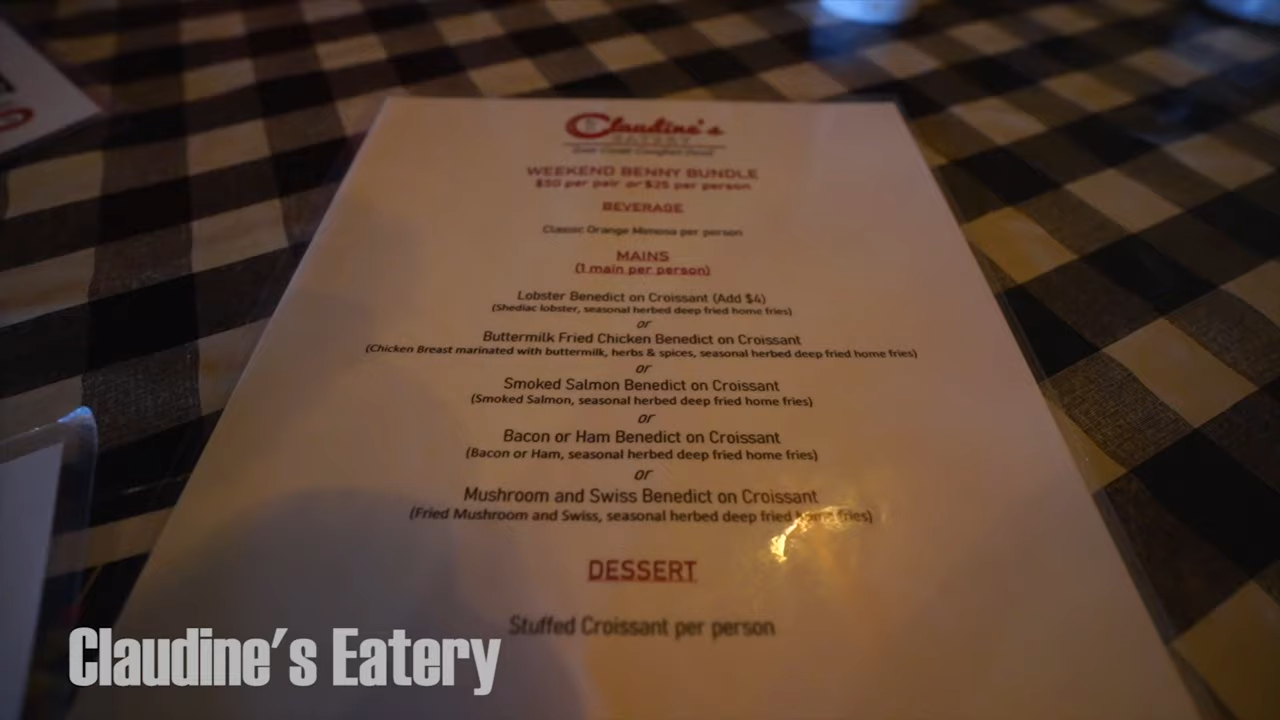 Claudine's
EATERY
WEEKEND BENNY BUNDLE
$50 per pair or $25 per person
BEVERAGE
Classic Orange Mimosa per person
MAINS
(1 main per person)
Lobster Benedict on Croissant (Add $4)
(Shediac lobster, seasonal herbed deep fried home fries)
or
Buttermilk Fried Chicken Benedict on Croissant
(Chicken Breast marinated with buttermilk, herbs & spices, seasonal herbed deep fried home fries)
or
Smoked Salmon Benedict on Croissant
(Smoked Salmon, seasonal herbed deep fried home fries)
or
Bacon or Ham Benedict on Croissant
(Bacon or Ham, seasonal herbed deep fried home fries)
or
Mushroom and Swiss Benedict on Croissant
(Fried Mushroom and Swiss, seasonal herbed deep fried home fries)
DESSERT
Stuffed Croissant per person
Claudine's Eatery